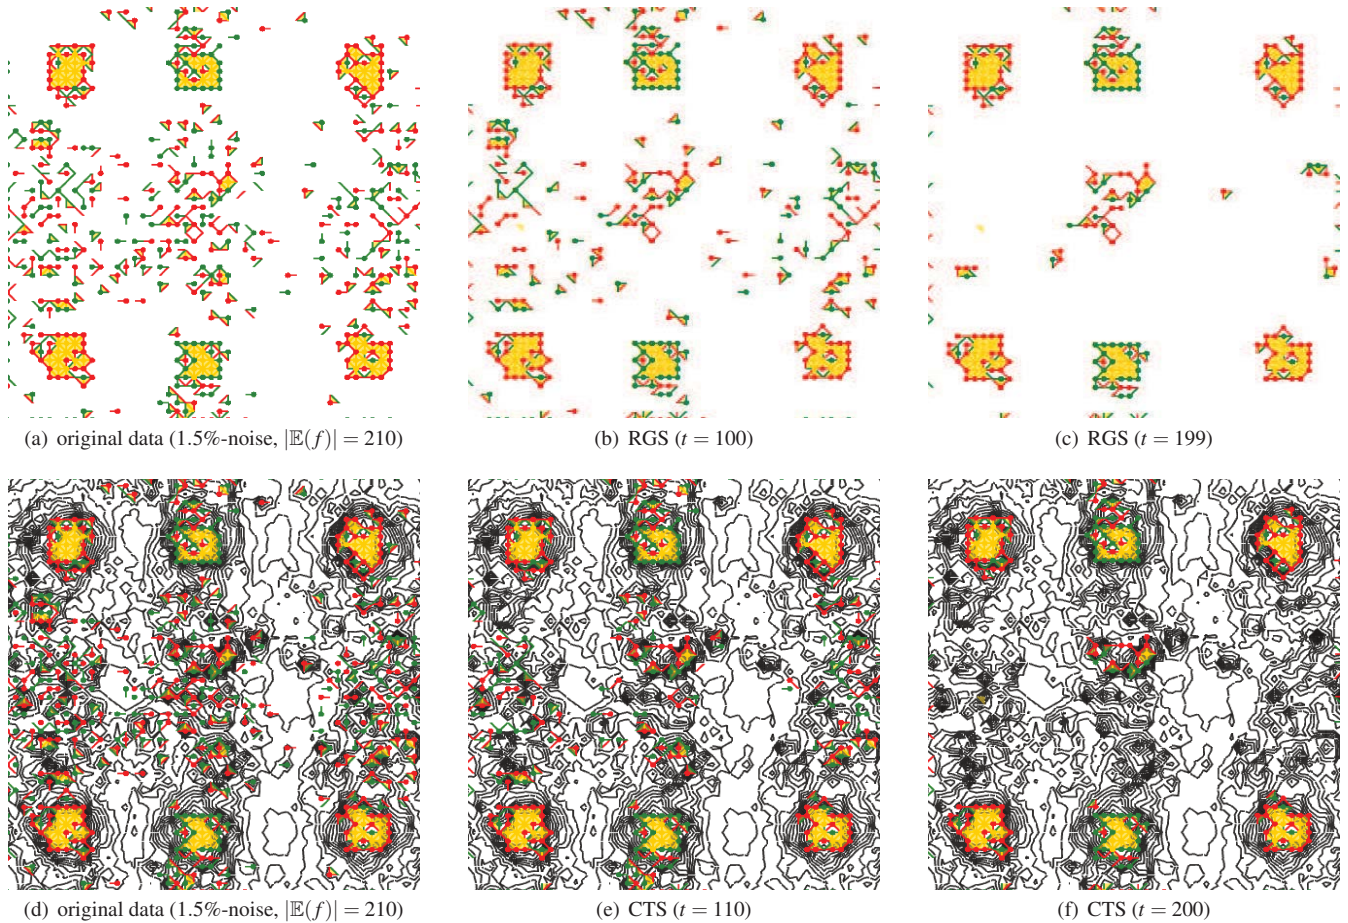 (a) original data (1.5%-noise, |𝔼(f)| = 210)
(b) RGS (t = 100)
(c) RGS (t = 199)
(d) original data (1.5%-noise, |𝔼(f)| = 210)
(e) CTS (t = 110)
(f) CTS (t = 200)